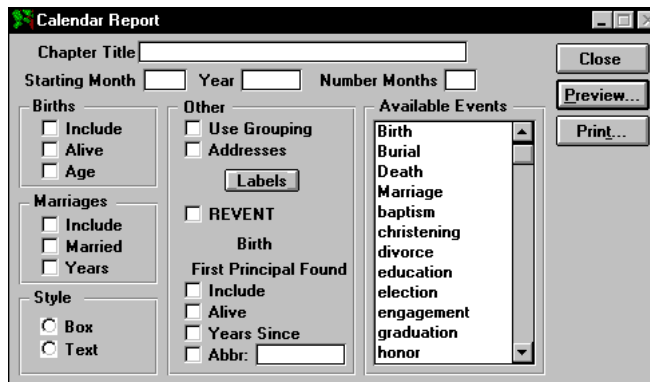 Calendar Report
Chapter Title
Starting Month Year Number Months
Close
Preview...
Print...
Births
Include
Alive
Age
Marriages
Include
Married
Years
Style
Box
Text
Other
Use Grouping
Addresses
Labels
REVENT
Birth
First Principal Found
Include
Alive
Years Since
Abbr:
Available Events
Birth
Burial
Death
Marriage
baptism
christening
divorce
education
election
engagement
graduation
honor